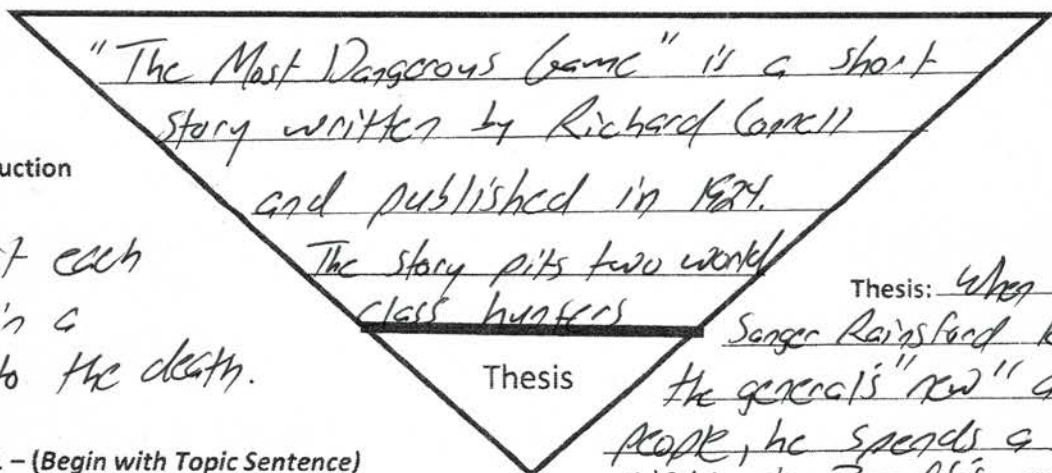 "The Most Dangerous Game" is a short
story written by Richard Connell
and published in 1924.
The story pits two world
class hunters
uction
t each
n a
to the death.
Thesis
Thesis: When
Sanger Rainsford
the general's "new"
people, he spends a
– (Begin with Topic Sentence)